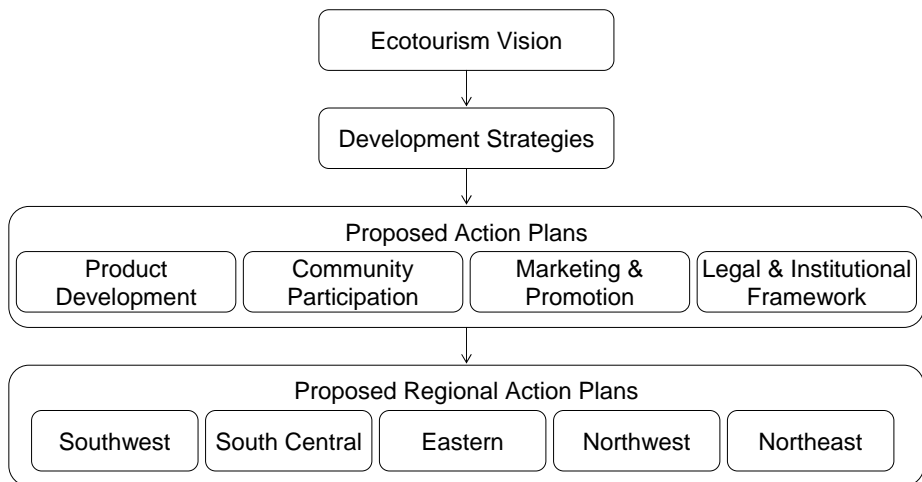 Ecotourism Vision
Development Strategies
Proposed Action Plans
Product
Development
Community
Participation
Marketing &
Promotion
Legal & Institutional
Framework
Proposed Regional Action Plans
Southwest
South Central
Eastern
Northwest
Northeast